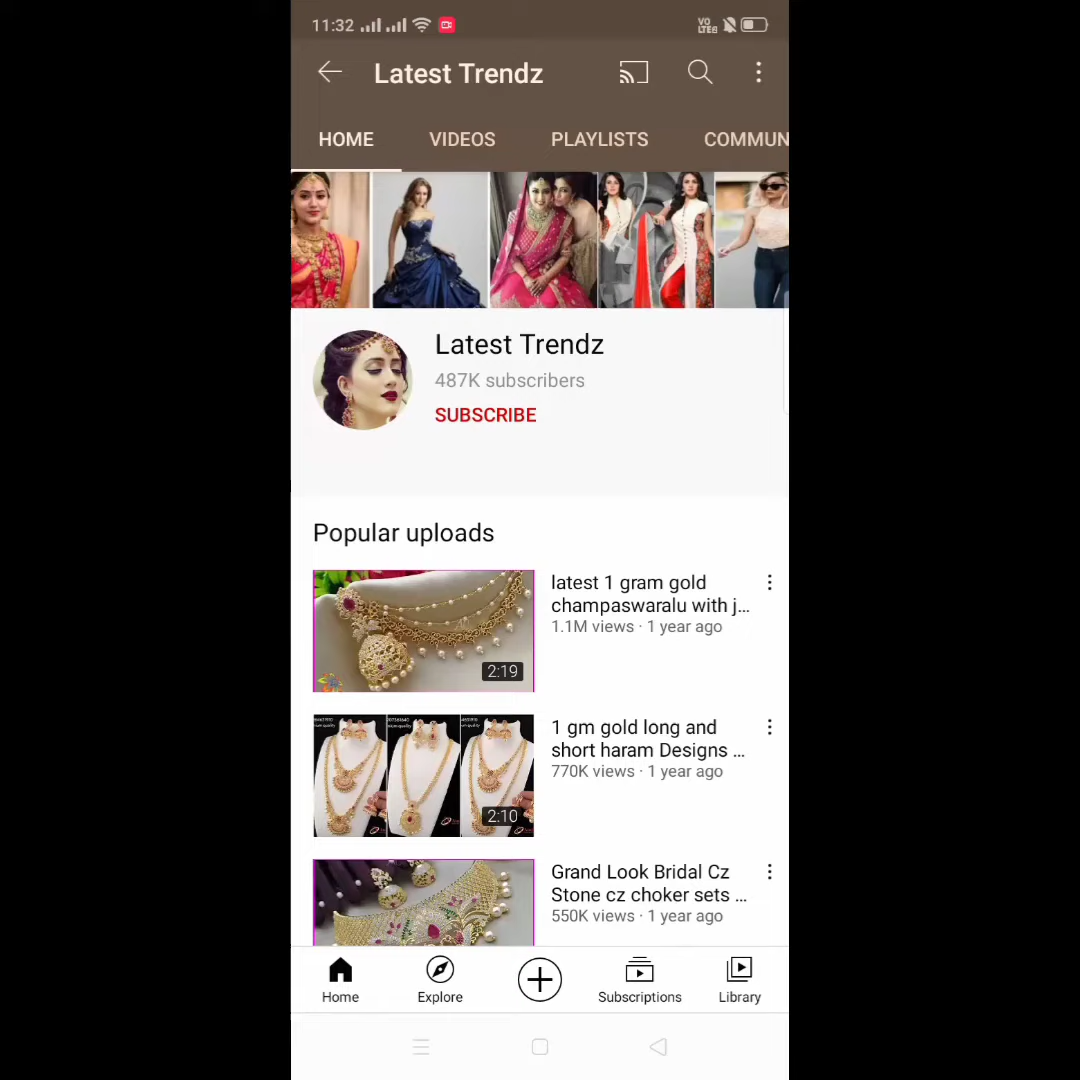 11:32
VO LTE
Latest Trendz
HOME VIDEOS PLAYLISTS COMMUN
Latest Trendz
487K subscribers
SUBSCRIBE
Popular uploads
latest 1 gram gold
champaswaralu with j...
1.1M views · 1 year ago
2:19
1 gm gold long and
short haram Designs ...
770K views · 1 year ago
2:10
Grand Look Bridal Cz
Stone cz choker sets ...
550K views · 1 year ago
Home Explore Subscriptions Library